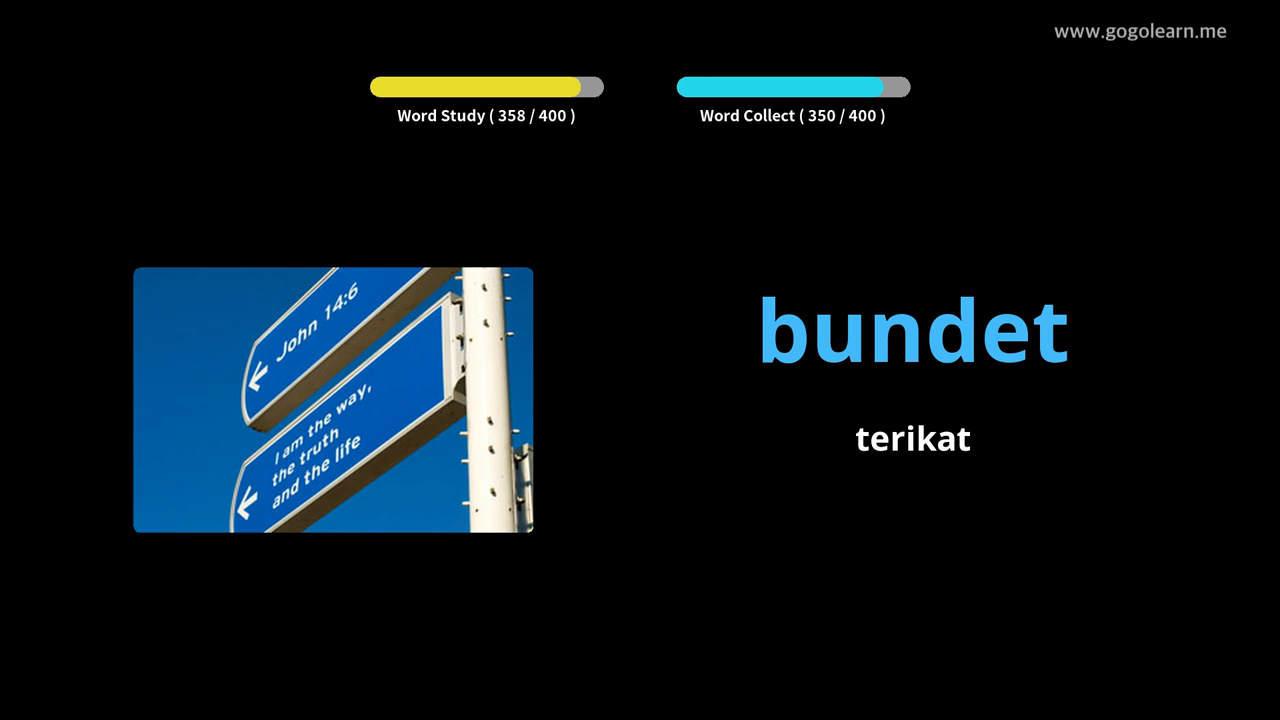 www.gogolearn.me
Word Study ( 358 / 400 )
Word Collect ( 350 / 400 )
John 14:6
I am the way,
the truth
and the life
bundet
terikat